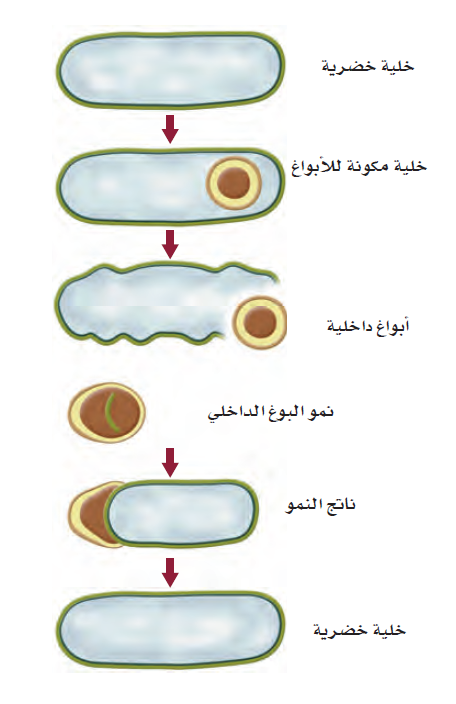 خلية خضرية
خلية مكونة للأبواغ
أبواغ داخلية
نمو البوغ الداخلي
ناتج النمو
خلية خضرية